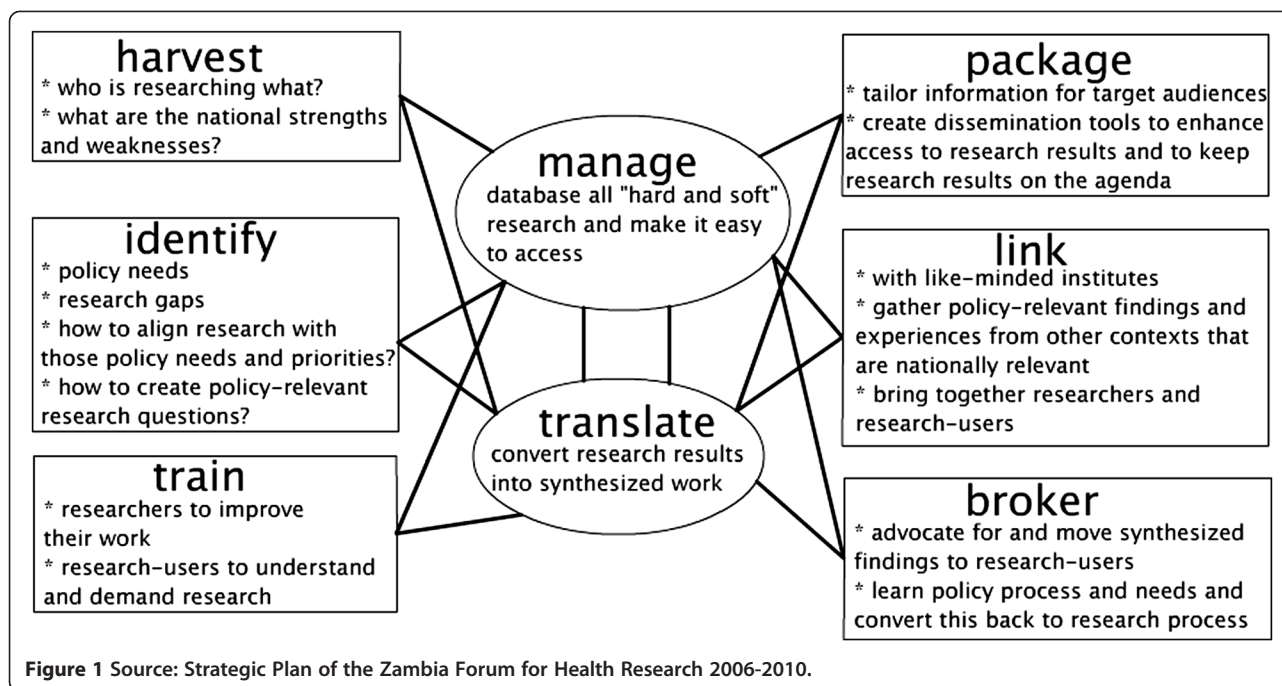 harvest
* who is researching what?
* what are the national strengths
and weaknesses?
identify
* policy needs
* research gaps
* how to align research with
those policy needs and priorities?
* how to create policy-relevant
research questions?
train
* researchers to improve
their work
* research-users to understand
and demand research
manage
database all "hard and soft"
research and make it easy
to access
translate
convert research results
into synthesized work
package
* tailor information for target audiences
* create dissemination tools to enhance
access to research results and to keep
research results on the agenda
link
* with like-minded institutes
* gather policy-relevant findings and
experiences from other contexts that
are nationally relevant
* bring together researchers and
research-users
broker
* advocate for and move synthesized
findings to research-users
* learn policy process and needs and
convert this back to research process
Figure 1 Source: Strategic Plan of the Zambia Forum for Health Research 2006-2010.